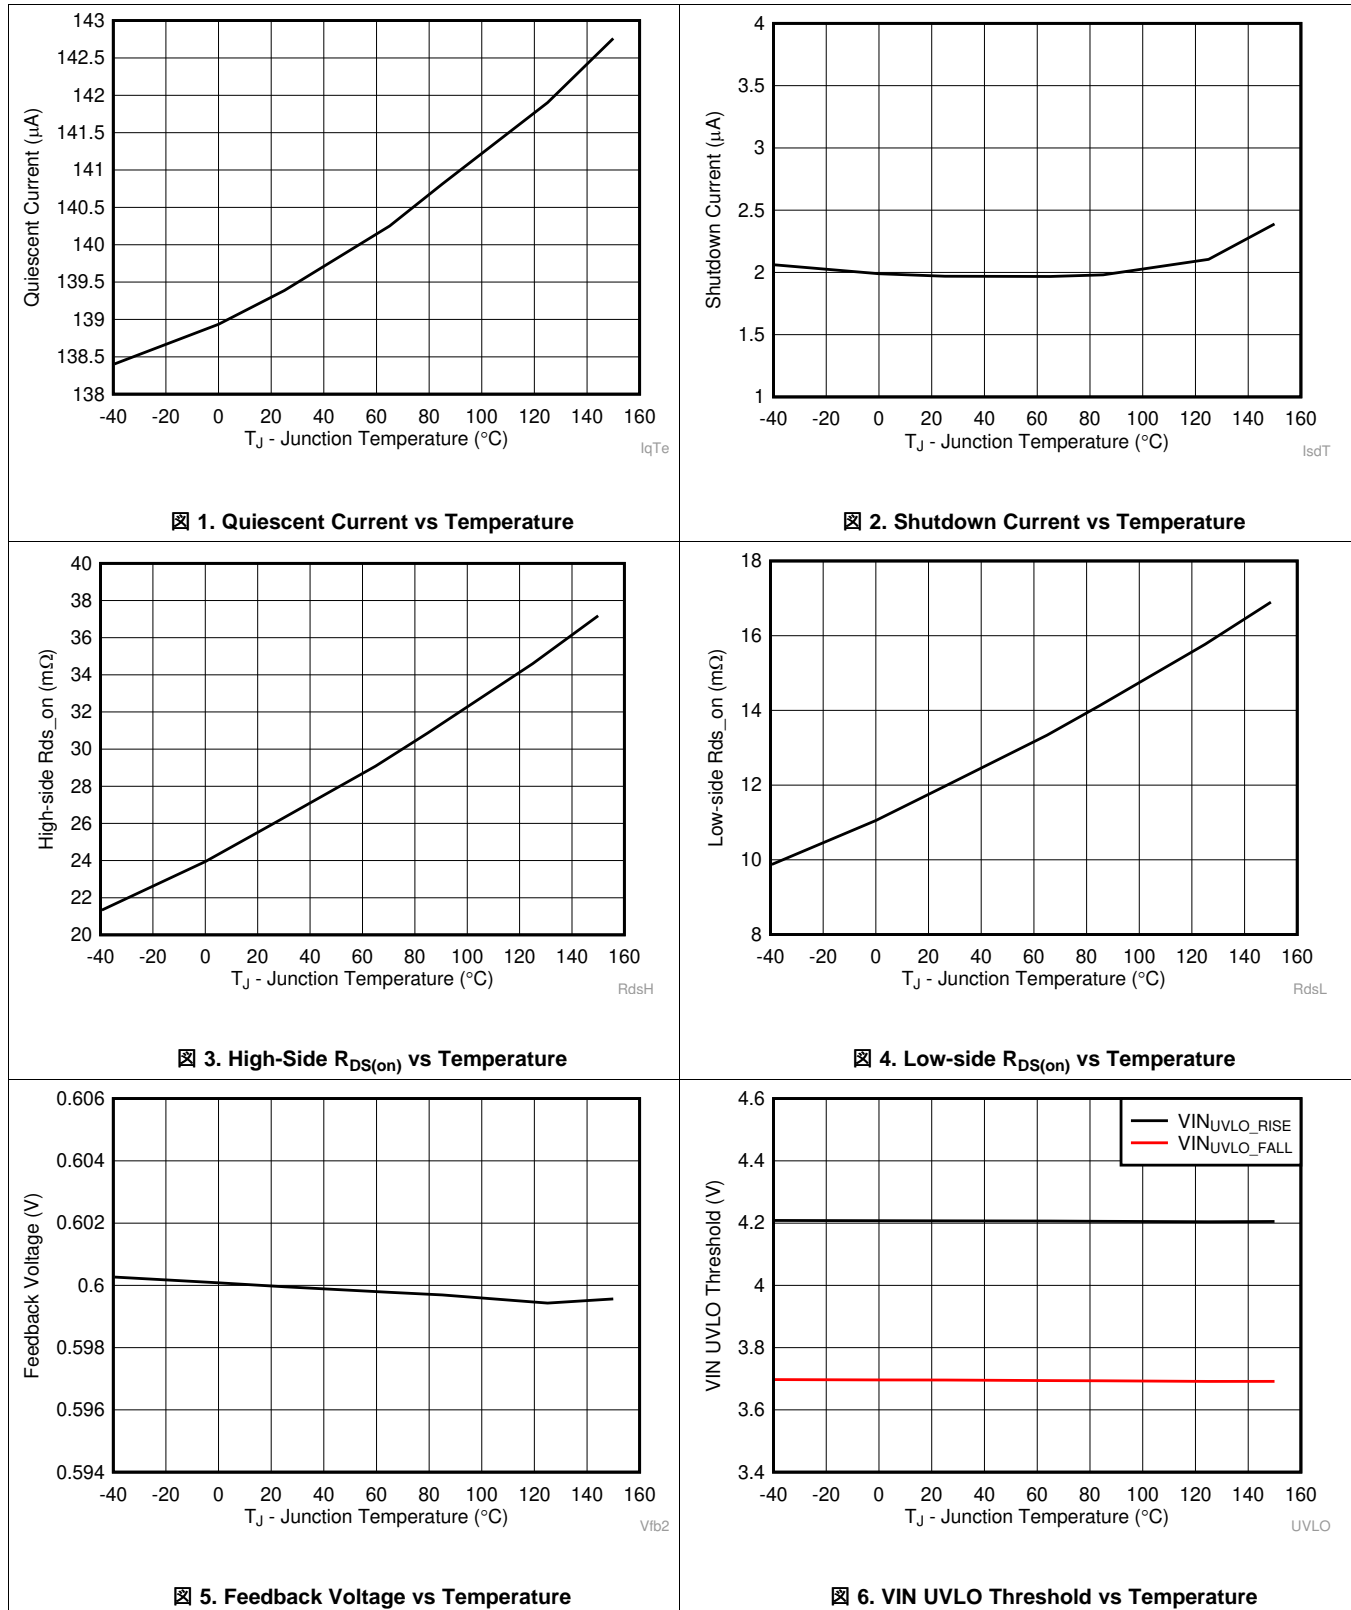 143
142.5
142
141.5
141
140.5
140
139.5
139
138.5
138
Quiescent Current (μA)
-40 -20 0 20 40 60 80 100 120 140 160
TJ - Junction Temperature (°C)
IqTe
図 1. Quiescent Current vs Temperature
4
3.5
3
2.5
2
1.5
1
Shutdown Current (μA)
-40 -20 0 20 40 60 80 100 120 140 160
TJ - Junction Temperature (°C)
IsdT
図 2. Shutdown Current vs Temperature
40
38
36
34
32
30
28
26
24
22
20
High-side Rds_on (mΩ)
-40 -20 0 20 40 60 80 100 120 140 160
TJ - Junction Temperature (°C)
RdsH
図 3. High-Side RDS(on) vs Temperature
18
16
14
12
10
8
Low-side Rds_on (mΩ)
-40 -20 0 20 40 60 80 100 120 140 160
TJ - Junction Temperature (°C)
RdsL
図 4. Low-side RDS(on) vs Temperature
0.606
0.604
0.602
0.6
0.598
0.596
0.594
Feedback Voltage (V)
-40 -20 0 20 40 60 80 100 120 140 160
TJ - Junction Temperature (°C)
Vfb2
図 5. Feedback Voltage vs Temperature
4.6
4.4
4.2
4
3.8
3.6
3.4
VIN UVLO Threshold (V)
VINUVLO_RISE
VINUVLO_FALL
-40 -20 0 20 40 60 80 100 120 140 160
TJ - Junction Temperature (°C)
UVLO
図 6. VIN UVLO Threshold vs Temperature